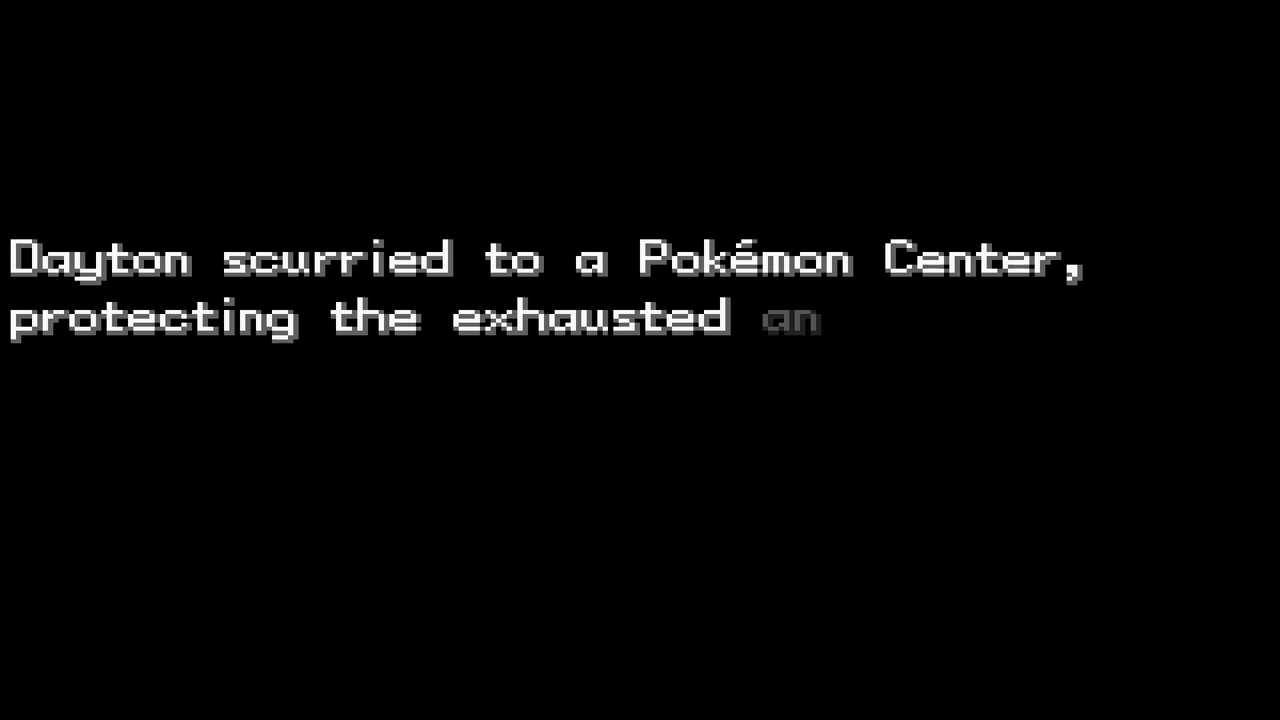 Dayton scurried to a Pokémon Center,
protecting the exhausted an